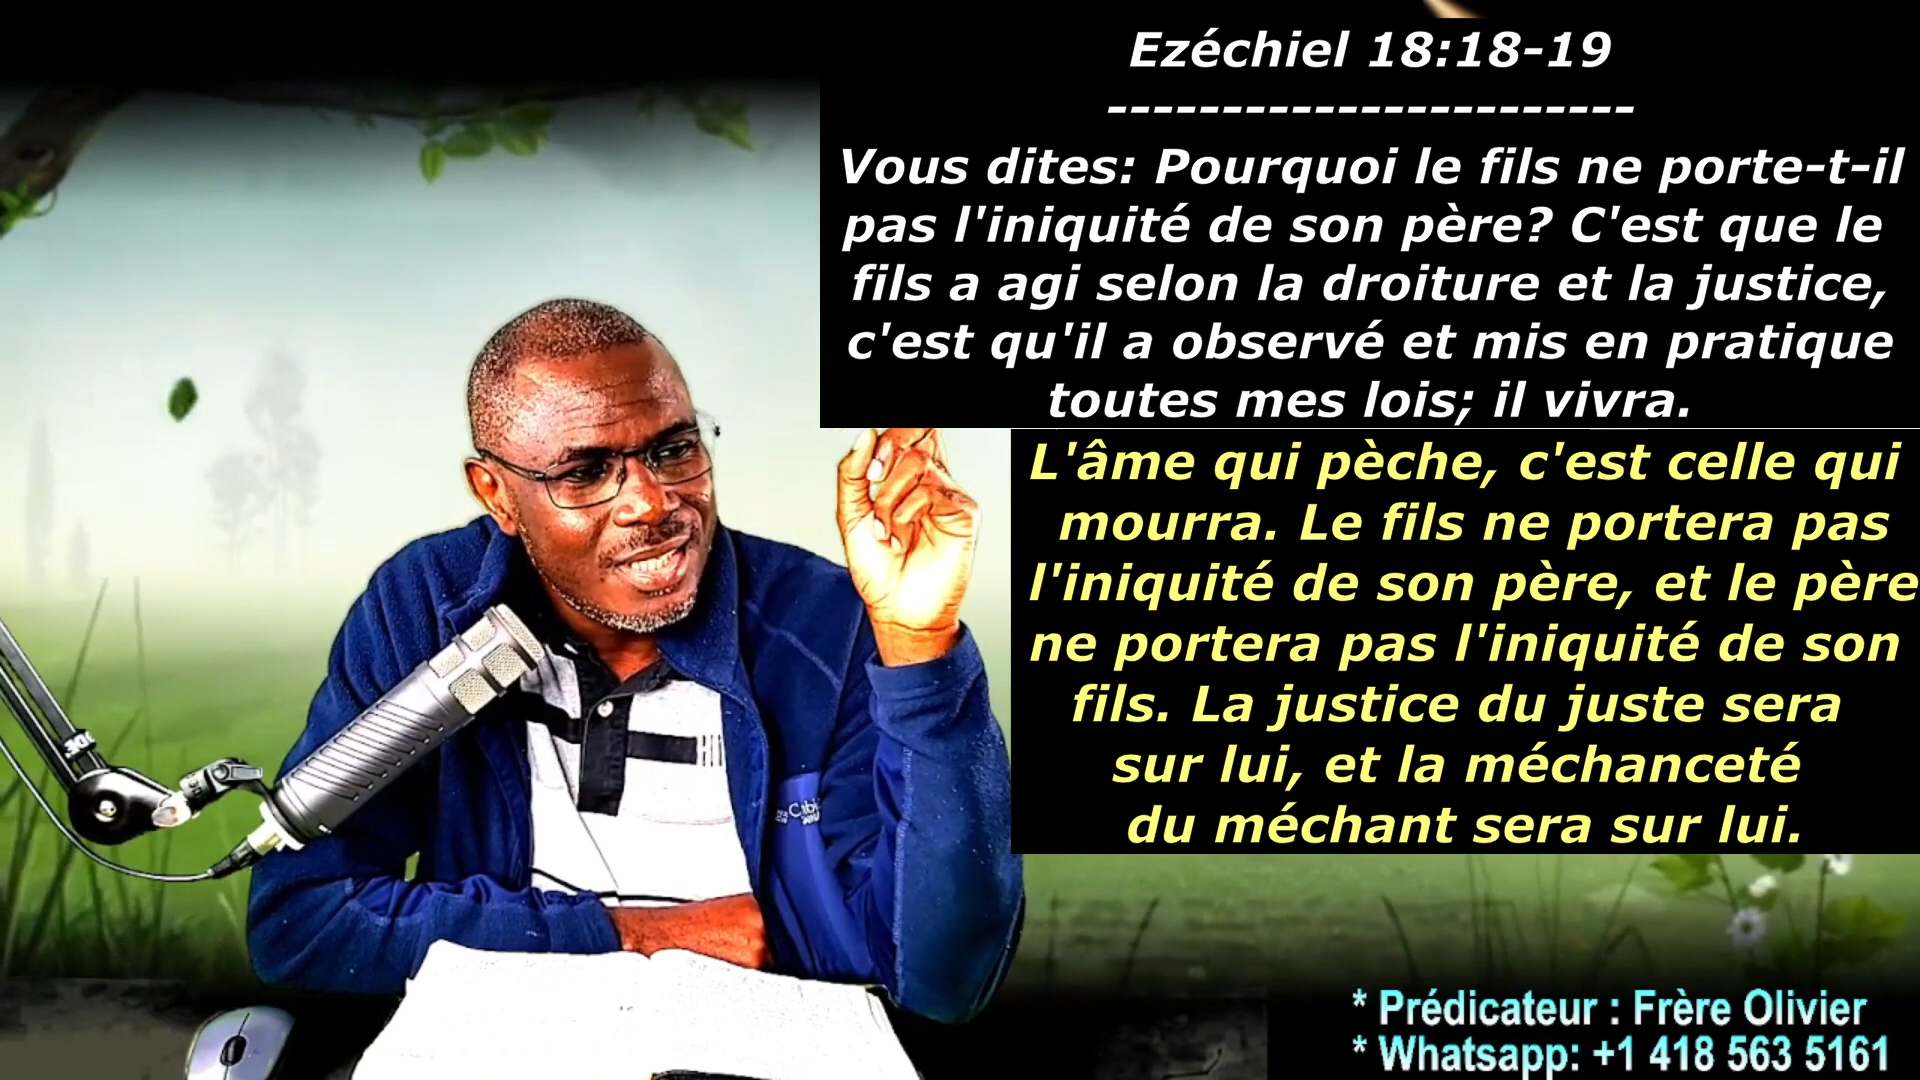 Ezéchiel 18:18-19
-----------------------
Vous dites: Pourquoi le fils ne porte-t-il
pas l'iniquité de son père? C'est que le
fils a agi selon la droiture et la justice,
c'est qu'il a observé et mis en pratique
toutes mes lois; il vivra.
L'âme qui pèche, c'est celle qui
mourra. Le fils ne portera pas
l'iniquité de son père, et le père
ne portera pas l'iniquité de son
fils. La justice du juste sera
sur lui, et la méchanceté
du méchant sera sur lui.
* Prédicateur : Frère Olivier
* Whatsapp: +1 418 563 5161